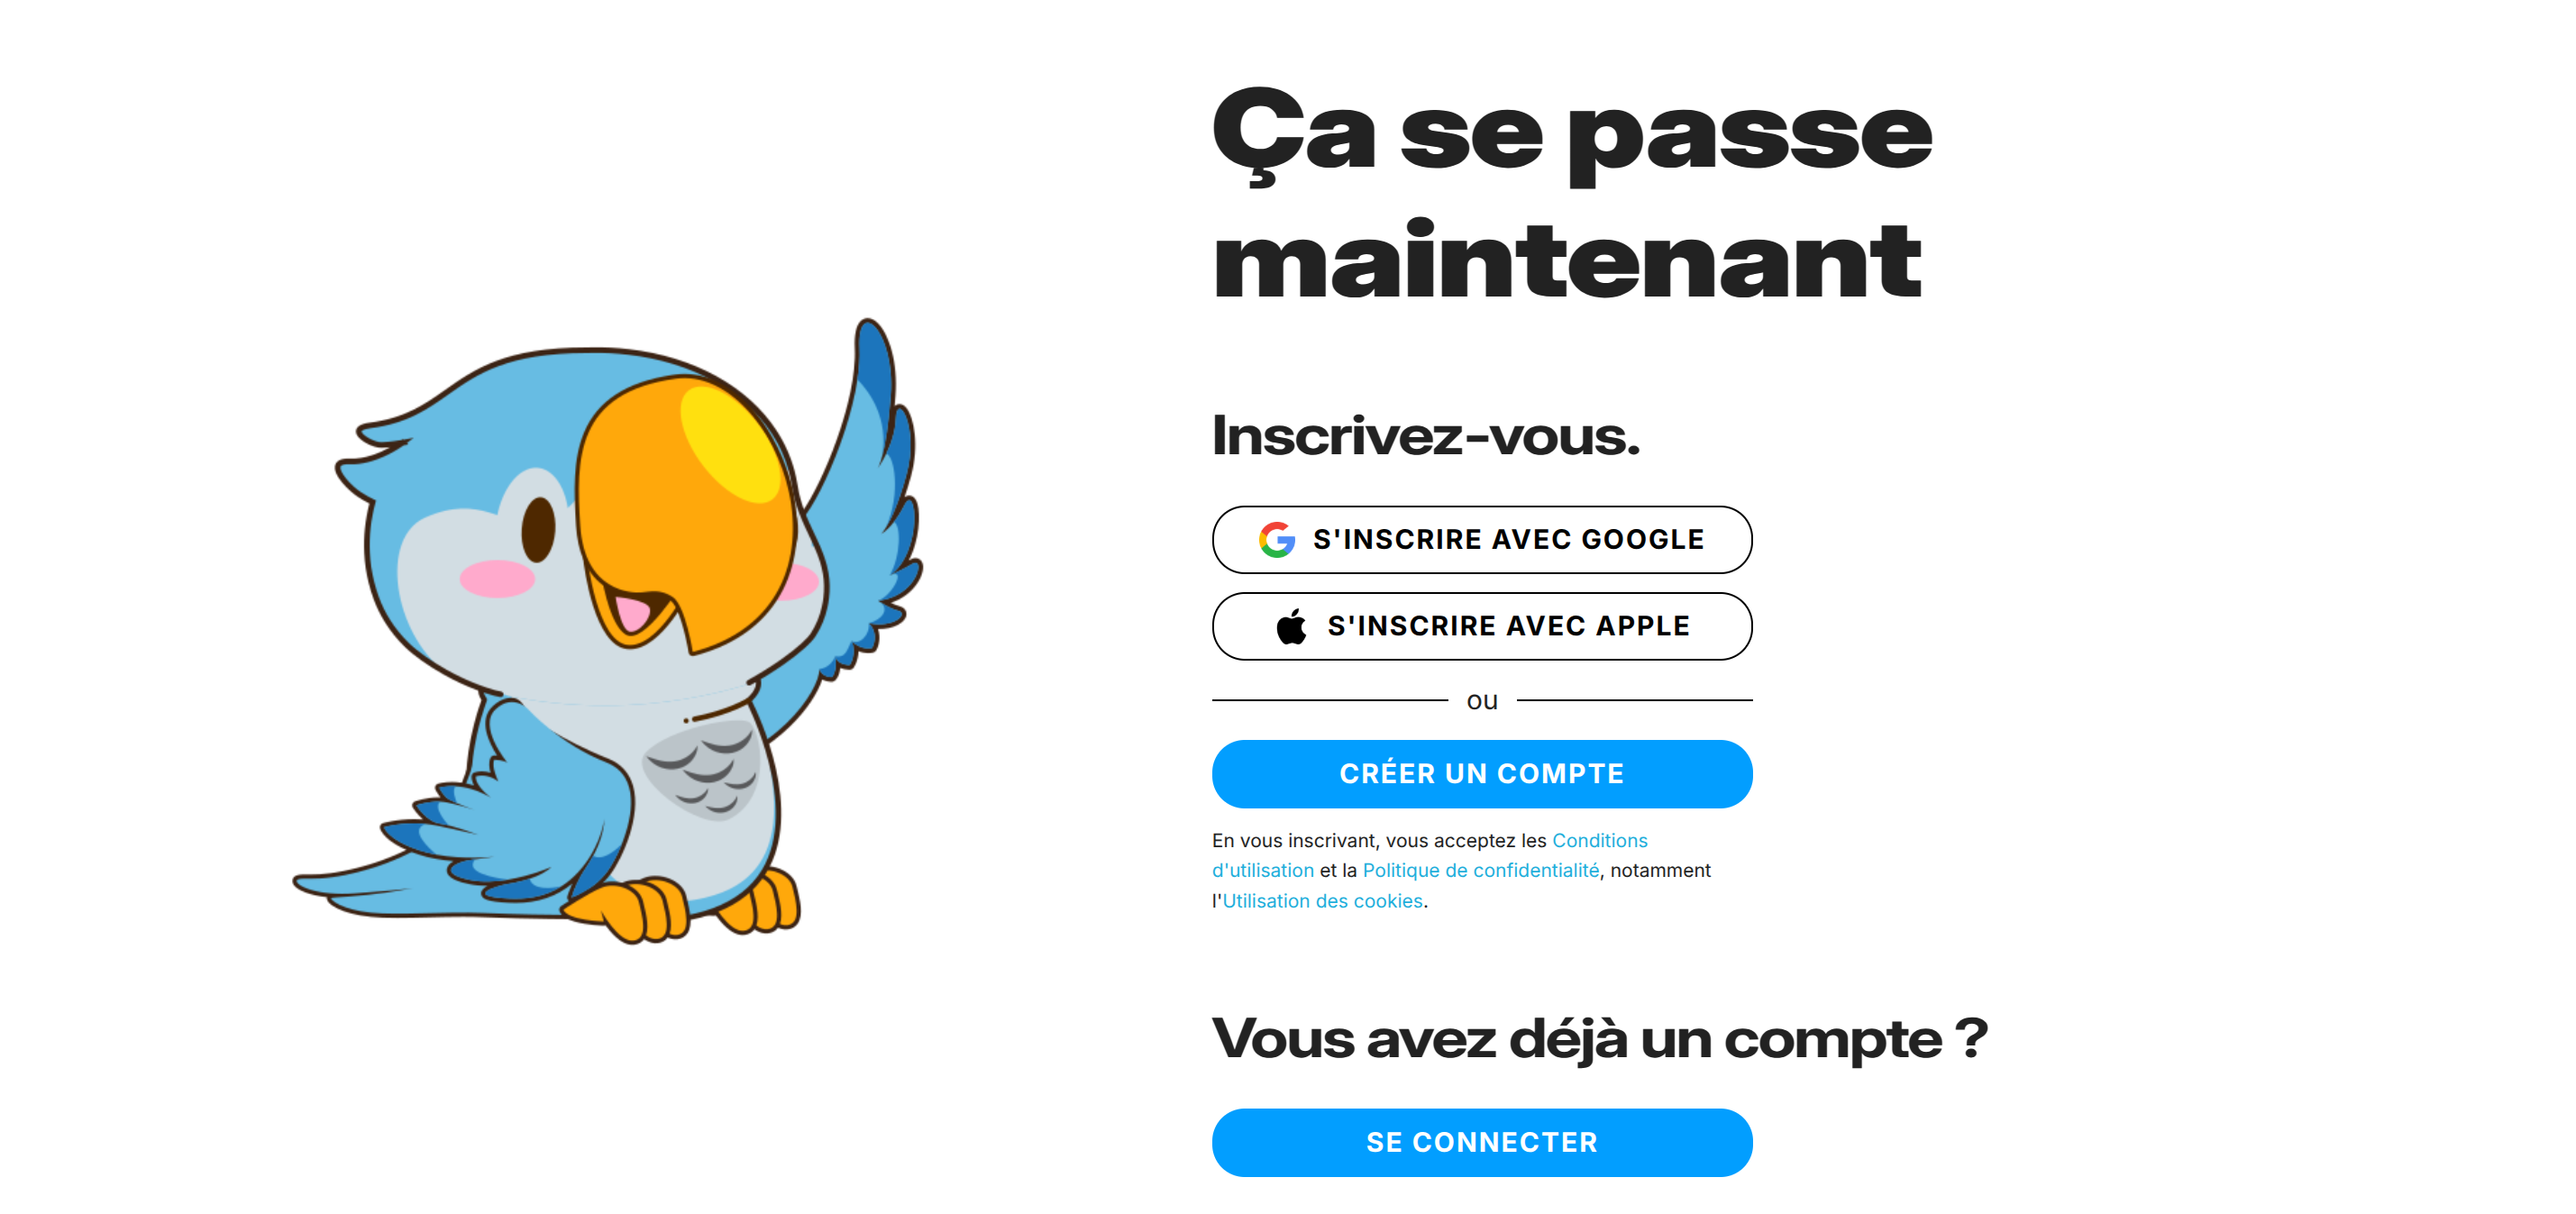 Ça se passe
maintenant
Inscrivez-vous.
S'INSCRIRE AVEC GOOGLE
S'INSCRIRE AVEC APPLE
ou
CRÉER UN COMPTE
En vous inscrivant, vous acceptez les Conditions
d'utilisation et la Politique de confidentialité, notamment
l'Utilisation des cookies.
Vous avez déjà un compte ?
SE CONNECTER